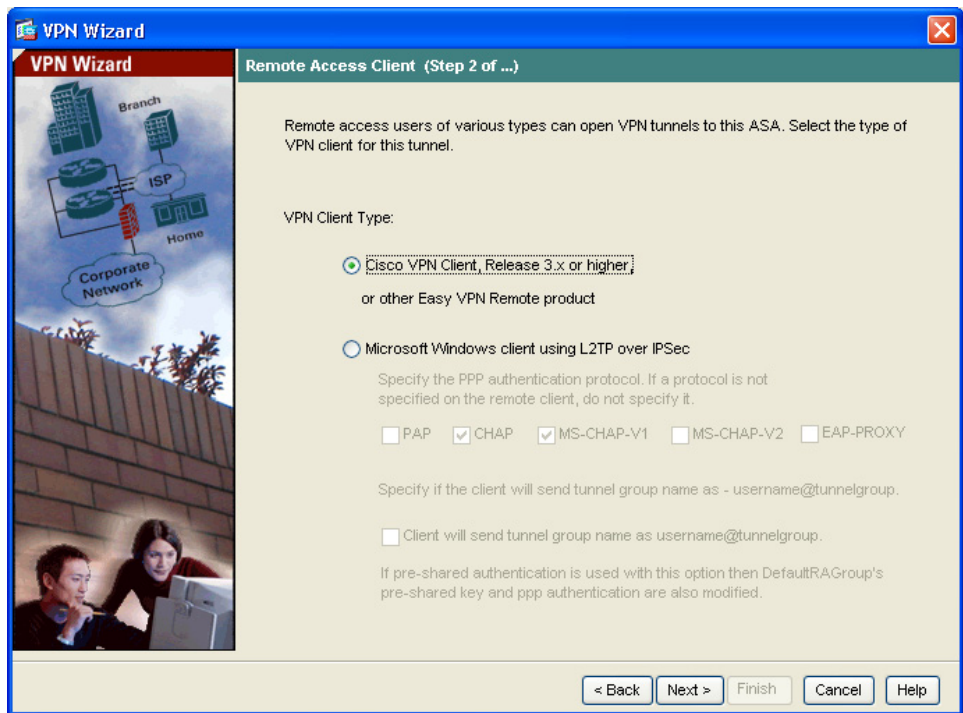 VPN Wizard
VPN Wizard
Branch
ISP
Home
Corporate
Network
Remote Access Client (Step 2 of ...)
Remote access users of various types can open VPN tunnels to this ASA. Select the type of
VPN client for this tunnel.
VPN Client Type:
Cisco VPN Client, Release 3.x or higher,
or other Easy VPN Remote product
Microsoft Windows client using L2TP over IPSec
Specify the PPP authentication protocol. If a protocol is not
specified on the remote client, do not specify it.
PAP CHAP MS-CHAP-V1 MS-CHAP-V2 EAP-PROXY
Specify if the client will send tunnel group name as - username@tunnelgroup.
Client will send tunnel group name as username@tunnelgroup.
If pre-shared authentication is used with this option then DefaultRAGroup's
pre-shared key and ppp authentication are also modified.
< Back Next > Finish Cancel Help